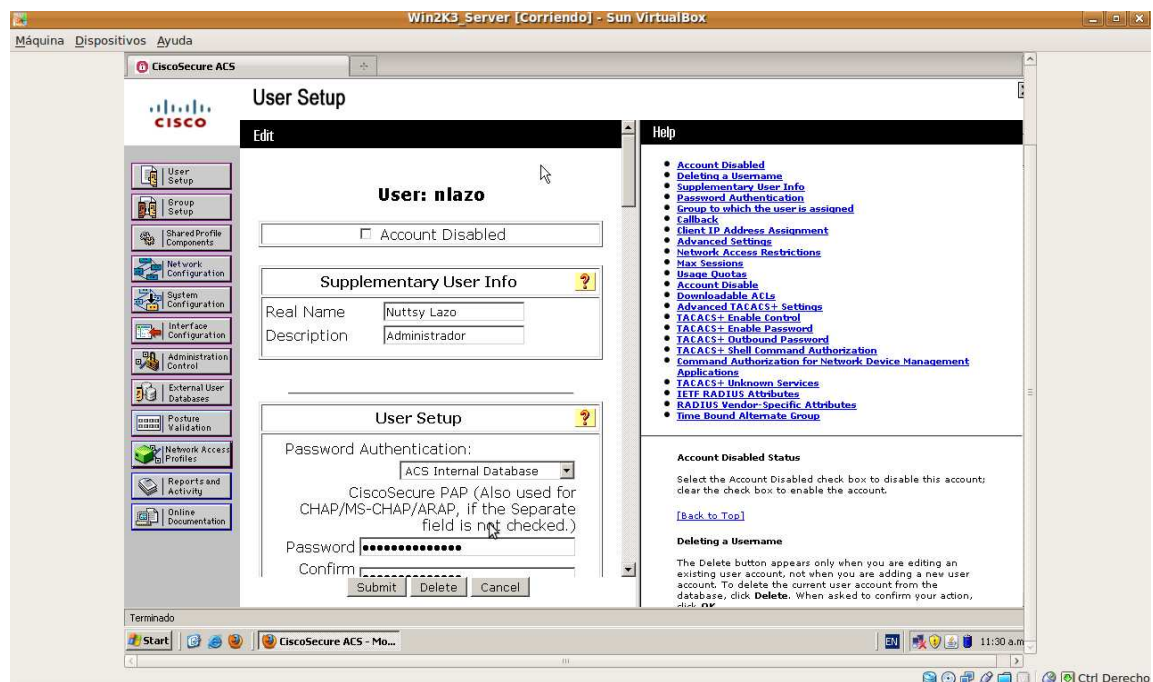 Win2K3_Server [Corriendo] - Sun VirtualBox
Máquina Dispositivos Ayuda
CiscoSecure ACS
CISCO
User Setup
User Setup
Group Setup
Shared Profile Components
Network Configuration
System Configuration
Interface Configuration
Administration Control
External User Databases
Posture Validation
Network Access Profiles
Reports and Activity
Online Documentation
Edit
User: nlazo
Account Disabled
Supplementary User Info ?
Real Name Nuttsy Lazo
Description Administrador
User Setup ?
Password Authentication:
ACS Internal Database
CiscoSecure PAP (Also used for
CHAP/MS-CHAP/ARAP, if the Separate
field is not checked.)
Password ••••••••••••••
Confirm
Submit Delete Cancel
Help
Account Disabled
Deleting a Username
Supplementary User Info
Password Authentication
Group to which the user is assigned
Callback
Client IP Address Assignment
Advanced Settings
Network Access Restrictions
Max Sessions
Usage Quotas
Account Disable
Downloadable ACLs
Advanced TACACS+ Settings
TACACS+ Enable Control
TACACS+ Enable Password
TACACS+ Outbound Password
TACACS+ Shell Command Authorization
Command Authorization for Network Device Management
Applications
TACACS+ Unknown Services
IETF RADIUS Attributes
RADIUS Vendor-Specific Attributes
Time Bound Alternate Group
Account Disabled Status
Select the Account Disabled check box to disable this account;
clear the check box to enable the account.
[Back to Top]
Deleting a Username
The Delete button appears only when you are editing an
existing user account, not when you are adding a new user
account. To delete the current user account from the
database, click Delete. When asked to confirm your action,
click OK
Terminado
Start CiscoSecure ACS - Mo... EN 11:30 a.m
Ctrl Derecho